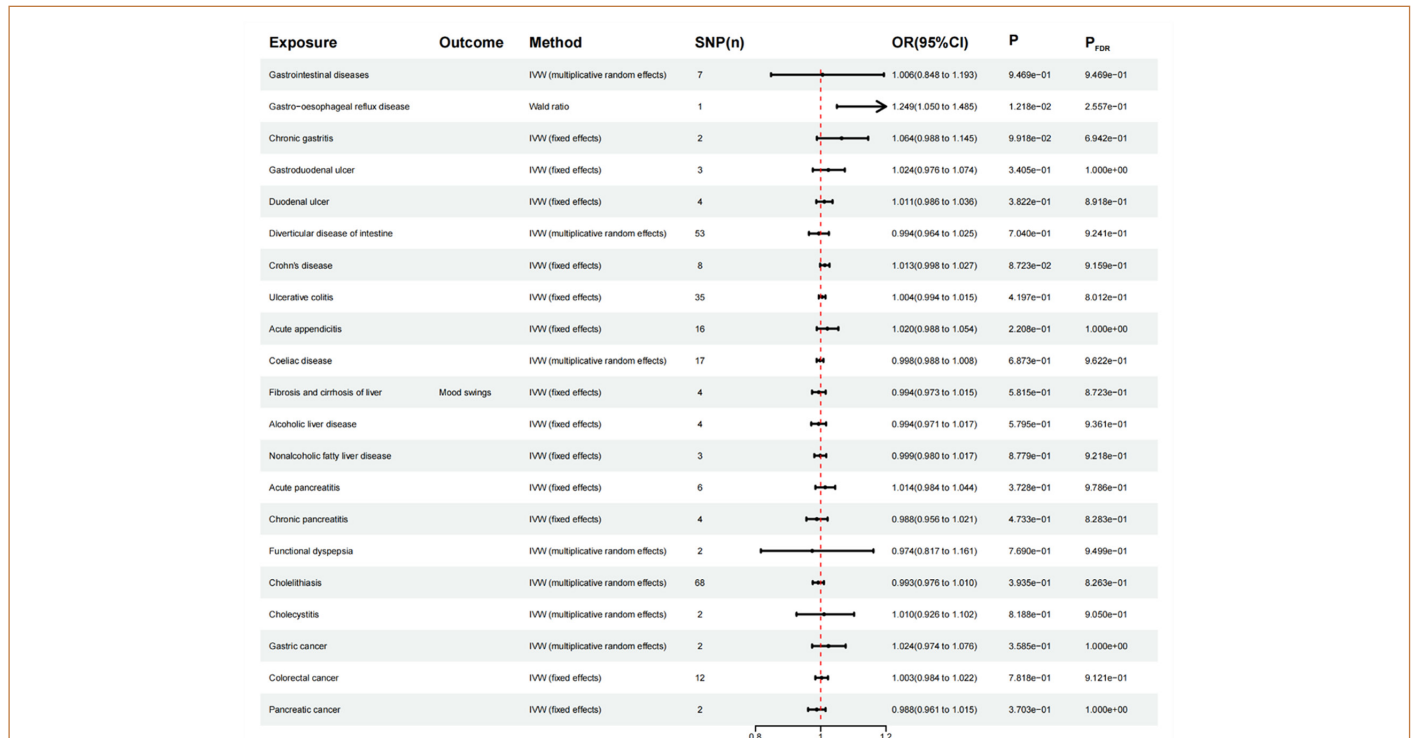 Exposure Outcome Method SNP(n) OR(95%CI) P P_FDR
Gastrointestinal diseases IVW (multiplicative random effects) 7 1.006(0.848 to 1.193) 9.469e−01 9.469e−01
Gastro−oesophageal reflux disease Wald ratio 1 1.249(1.050 to 1.485) 1.218e−02 2.557e−01
Chronic gastritis IVW (fixed effects) 2 1.064(0.988 to 1.145) 9.918e−02 6.942e−01
Gastroduodenal ulcer IVW (fixed effects) 3 1.024(0.976 to 1.074) 3.405e−01 1.000e+00
Duodenal ulcer IVW (fixed effects) 4 1.011(0.986 to 1.036) 3.822e−01 8.918e−01
Diverticular disease of intestine IVW (multiplicative random effects) 53 0.994(0.964 to 1.025) 7.040e−01 9.241e−01
Crohn's disease IVW (fixed effects) 8 1.013(0.998 to 1.027) 8.723e−02 9.159e−01
Ulcerative colitis IVW (fixed effects) 35 1.004(0.994 to 1.015) 4.197e−01 8.012e−01
Acute appendicitis IVW (fixed effects) 16 1.020(0.988 to 1.054) 2.208e−01 1.000e+00
Coeliac disease IVW (multiplicative random effects) 17 0.998(0.988 to 1.008) 6.873e−01 9.622e−01
Fibrosis and cirrhosis of liver Mood swings IVW (fixed effects) 4 0.994(0.973 to 1.015) 5.815e−01 8.723e−01
Alcoholic liver disease IVW (fixed effects) 4 0.994(0.971 to 1.017) 5.795e−01 9.361e−01
Nonalcoholic fatty liver disease IVW (fixed effects) 3 0.999(0.980 to 1.017) 8.779e−01 9.218e−01
Acute pancreatitis IVW (fixed effects) 6 1.014(0.984 to 1.044) 3.728e−01 9.786e−01
Chronic pancreatitis IVW (fixed effects) 4 0.988(0.956 to 1.021) 4.733e−01 8.283e−01
Functional dyspepsia IVW (multiplicative random effects) 2 0.974(0.817 to 1.161) 7.690e−01 9.499e−01
Cholelithiasis IVW (multiplicative random effects) 68 0.993(0.976 to 1.010) 3.935e−01 8.263e−01
Cholecystitis IVW (multiplicative random effects) 2 1.010(0.926 to 1.102) 8.188e−01 9.050e−01
Gastric cancer IVW (multiplicative random effects) 2 1.024(0.974 to 1.076) 3.585e−01 1.000e+00
Colorectal cancer IVW (fixed effects) 12 1.003(0.984 to 1.022) 7.818e−01 9.121e−01
Pancreatic cancer IVW (fixed effects) 2 0.988(0.961 to 1.015) 3.703e−01 1.000e+00
0.8 1 1.2